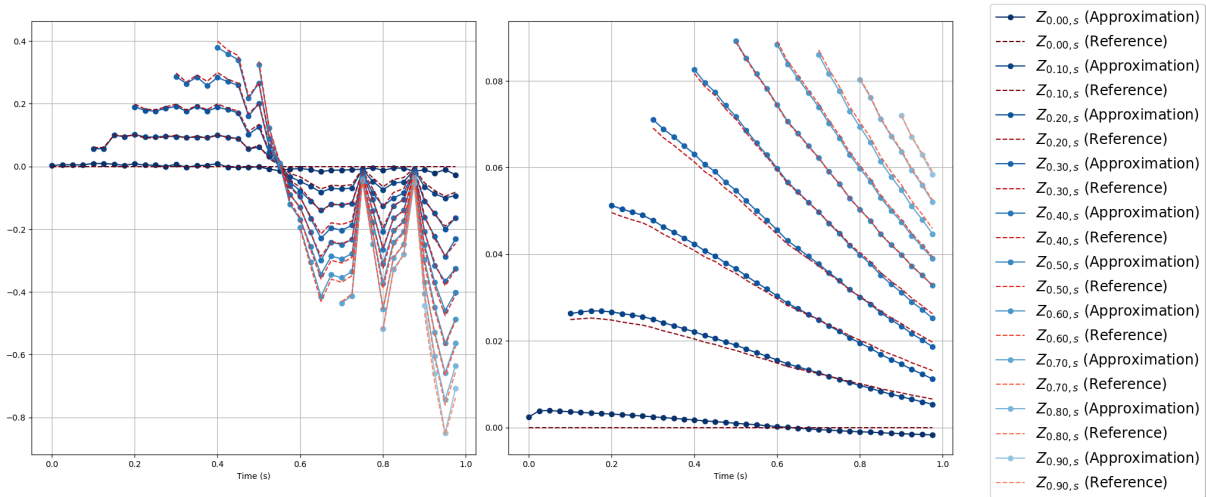 0.4
0.2
0.0
−0.2
−0.4
−0.6
−0.8
0.0 0.2 0.4 0.6 0.8 1.0
Time (s)
0.08
0.06
0.04
0.02
0.00
0.0 0.2 0.4 0.6 0.8 1.0
Time (s)
Z0.00, s (Approximation)
Z0.00, s (Reference)
Z0.10, s (Approximation)
Z0.10, s (Reference)
Z0.20, s (Approximation)
Z0.20, s (Reference)
Z0.30, s (Approximation)
Z0.30, s (Reference)
Z0.40, s (Approximation)
Z0.40, s (Reference)
Z0.50, s (Approximation)
Z0.50, s (Reference)
Z0.60, s (Approximation)
Z0.60, s (Reference)
Z0.70, s (Approximation)
Z0.70, s (Reference)
Z0.80, s (Approximation)
Z0.80, s (Reference)
Z0.90, s (Approximation)
Z0.90, s (Reference)